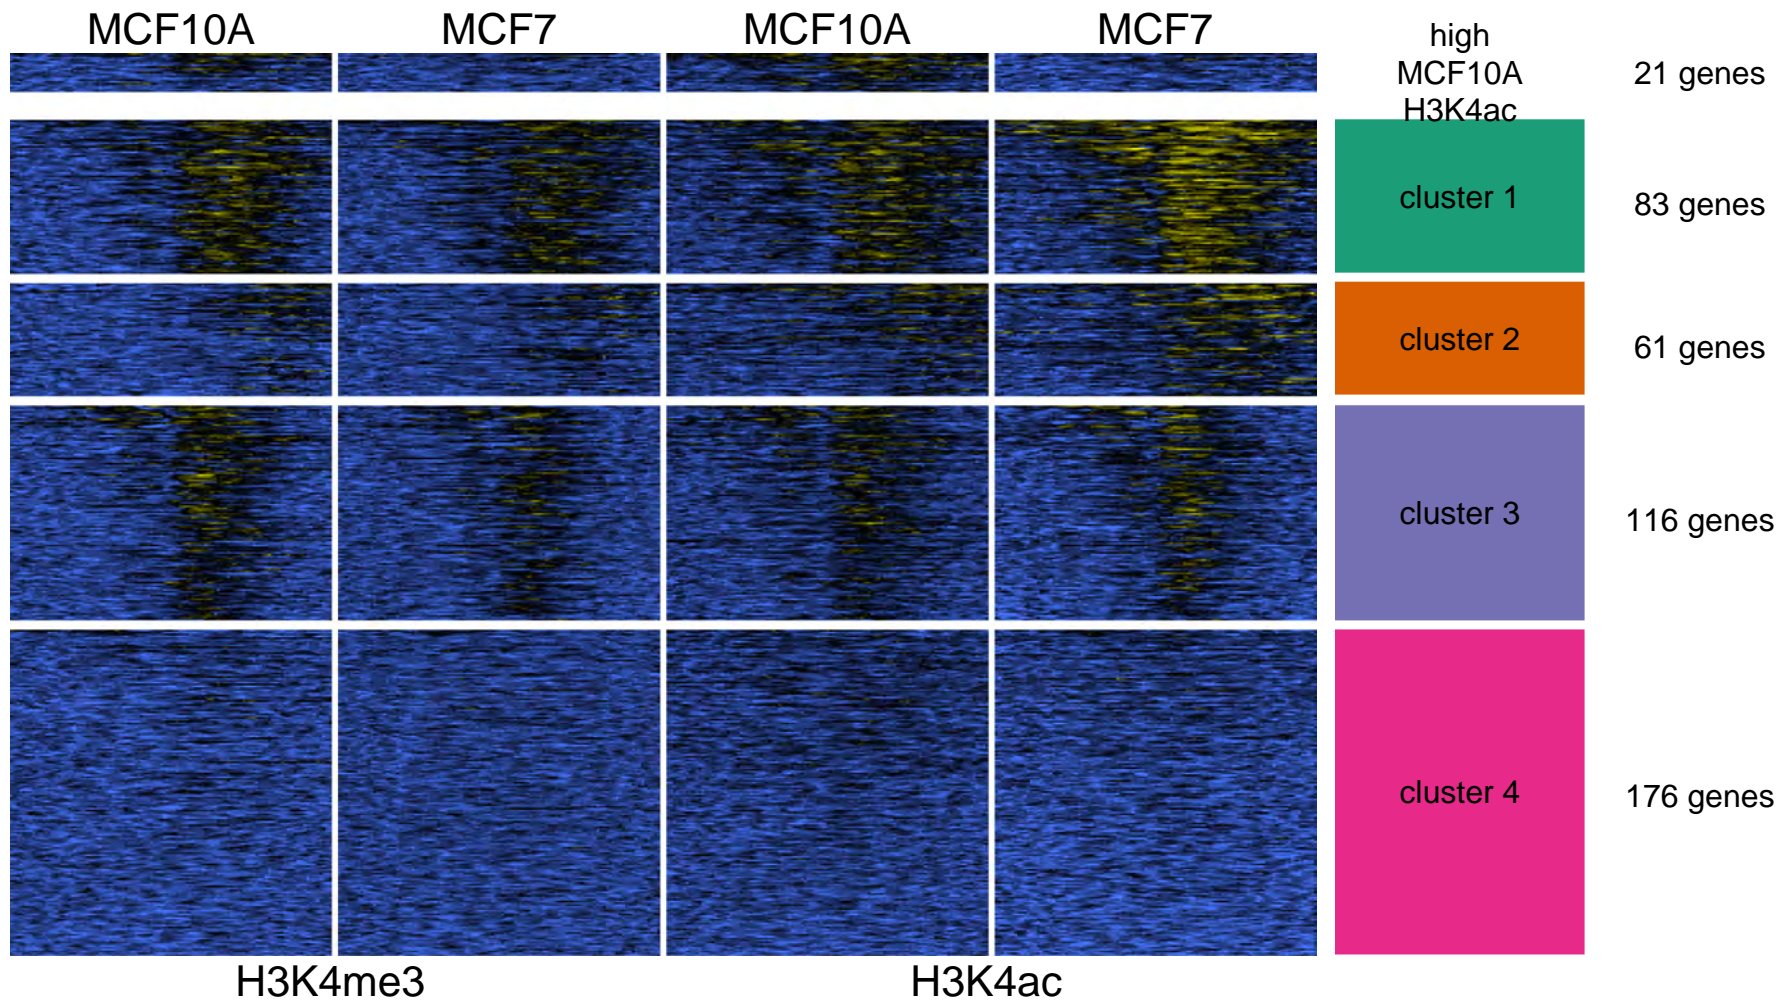 MCF10A MCF7 MCF10A MCF7
high
MCF10A
H3K4ac
21 genes
cluster 1
83 genes
cluster 2
61 genes
cluster 3
116 genes
cluster 4
176 genes
H3K4me3 H3K4ac